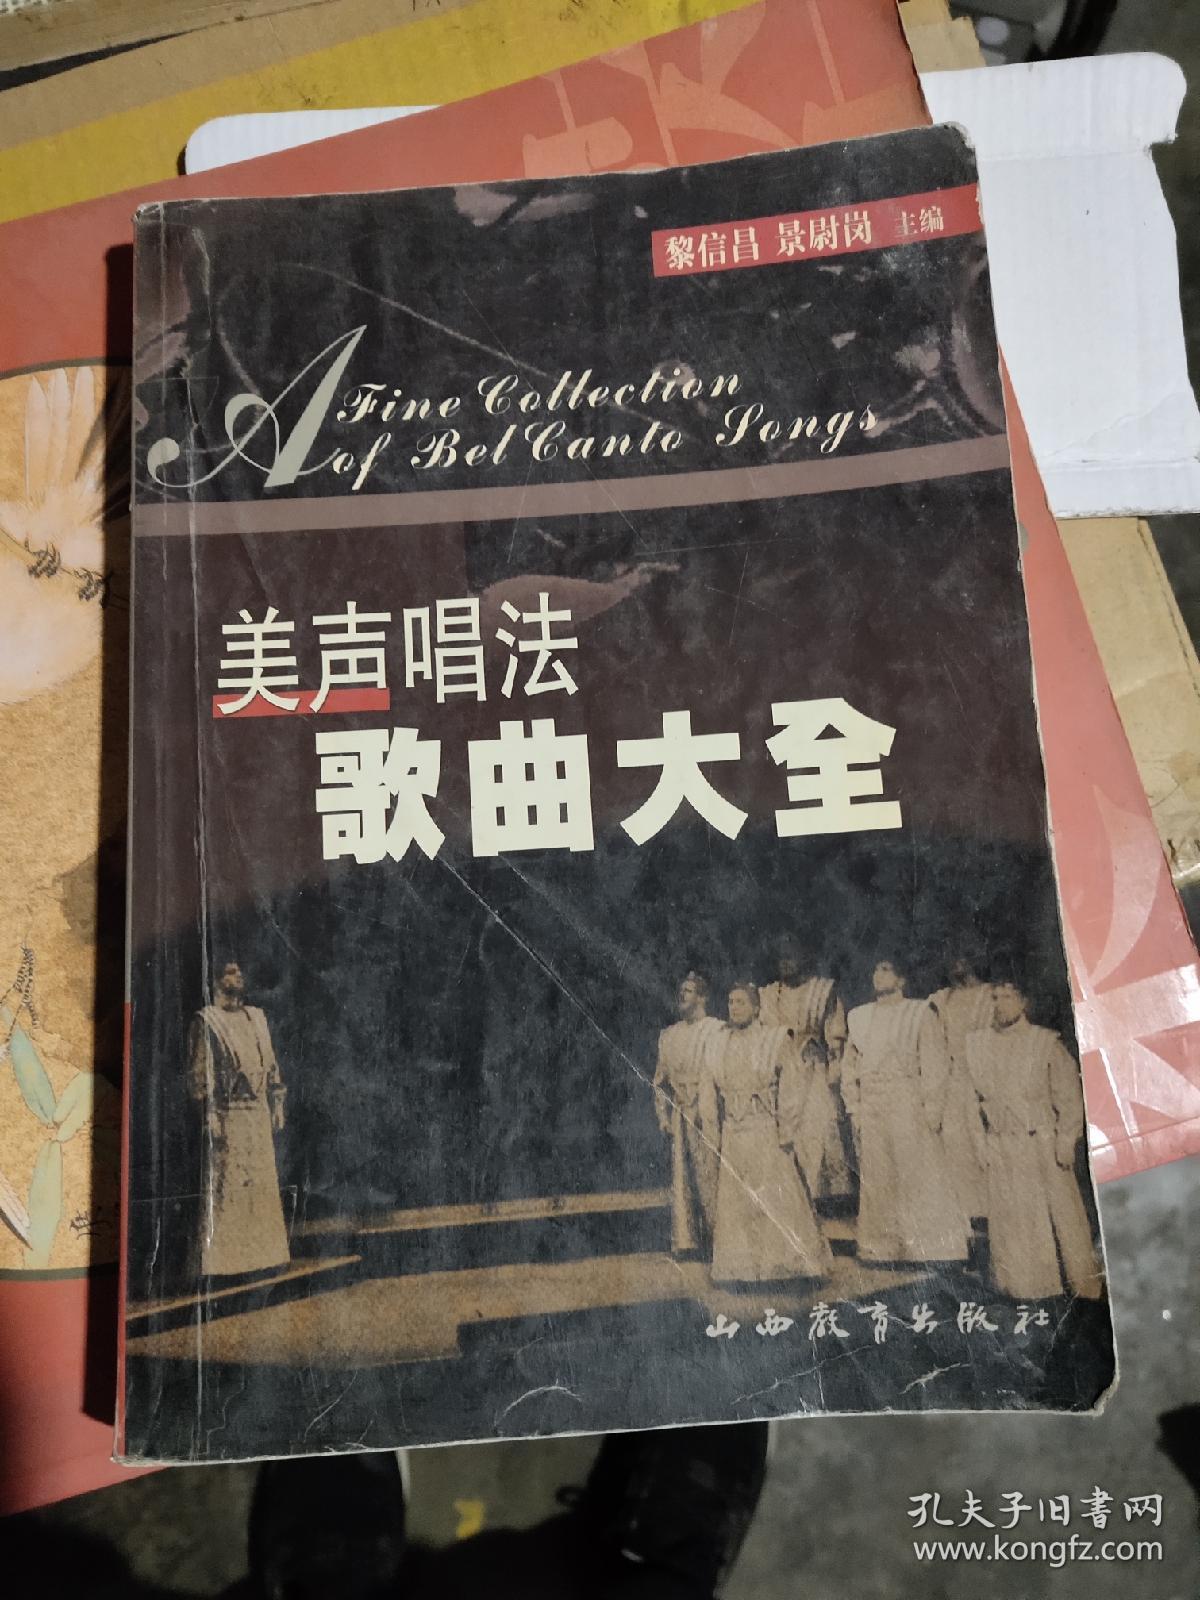 黎信昌 景尉岗 主编
A Fine Collection
of Bel Canto Songs
美声唱法
歌曲大全
山西教育出版社
孔夫子旧書网
www.kongfz.com